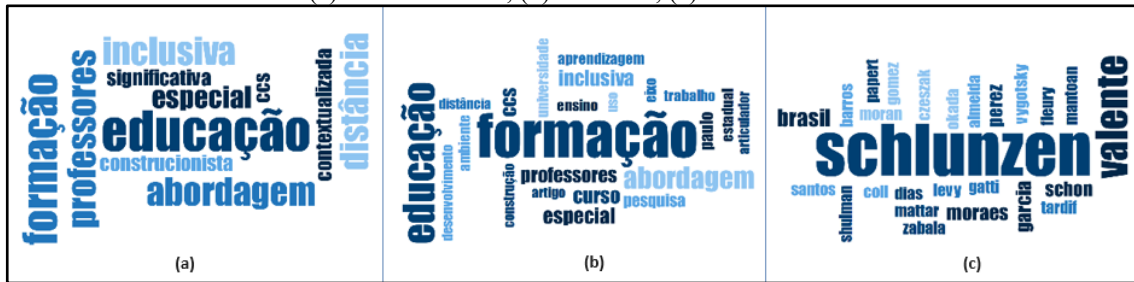 inclusiva
significativa
especial
ccs
educação
construcionista
abordagem
formação
professores
contextualizada
distância
(a)
universidade
aprendizagem
inclusiva
distância
ccs
ensino
uso
eixo
trabalho
educação
ambiente
formação
paulo
estadual
articulador
desenvolvimento
construção
professores
abordagem
artigo
curso
pesquisa
especial
(b)
brasil
barros
papert
moran
gomez
czeszak
okada
almeida
perez
vygotsky
fleury
mantoan
valente
schlunzen
santos
shulman
coll
dias
levy
gatti
garcia
schon
mattar
moraes
tardif
zabala
(c)